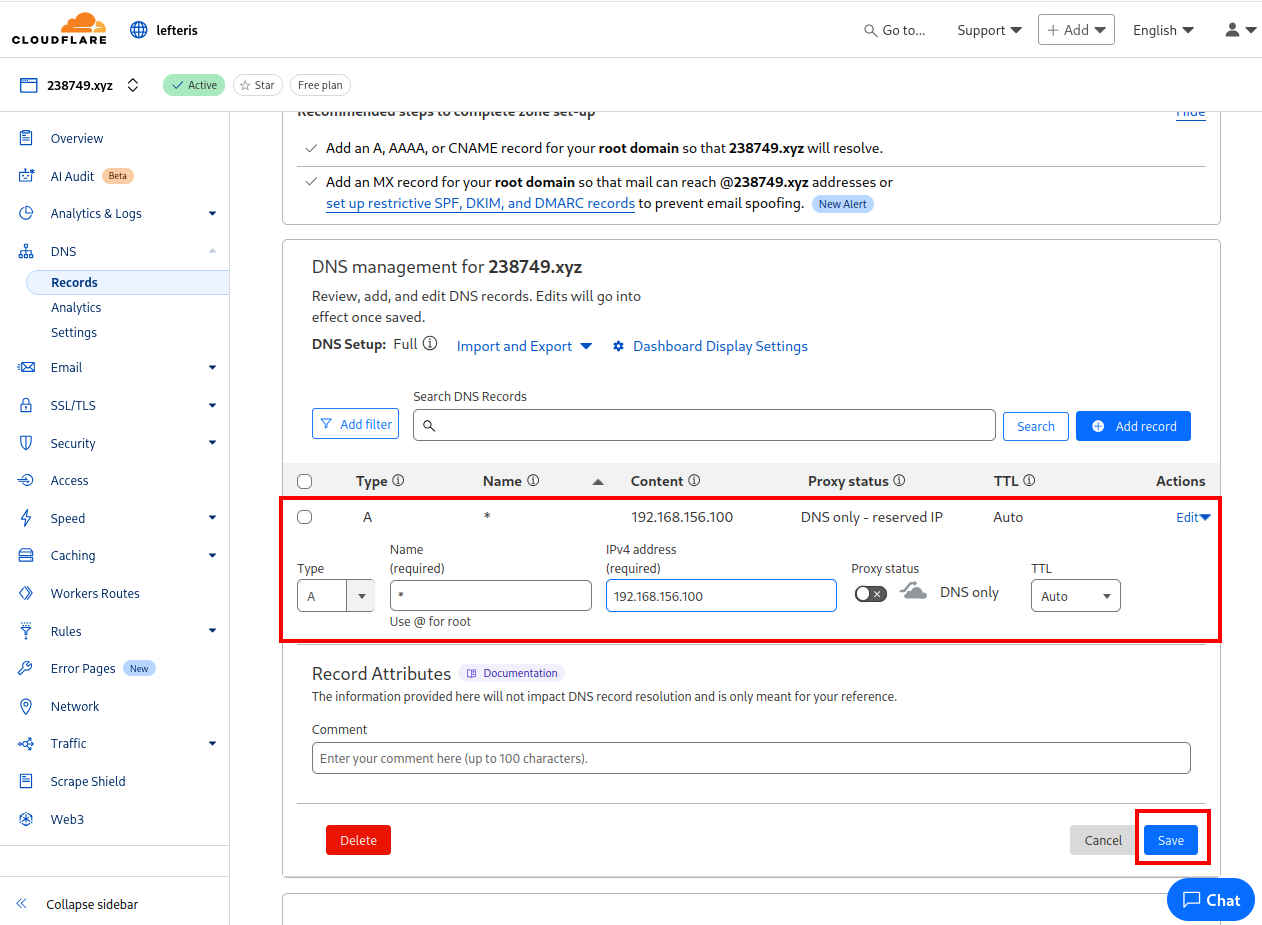 CLOUDFLARE
lefteris
Go to...
Support
Add
English
238749.xyz
Active
Star
Free plan
Overview
AI Audit Beta
Analytics & Logs
DNS
Records
Analytics
Settings
Email
SSL/TLS
Security
Access
Speed
Caching
Workers Routes
Rules
Error Pages New
Network
Traffic
Scrape Shield
Web3
Collapse sidebar
Recommended steps to complete zone set-up
Hide
Add an A, AAAA, or CNAME record for your root domain so that 238749.xyz will resolve.
Add an MX record for your root domain so that mail can reach @238749.xyz addresses or
set up restrictive SPF, DKIM, and DMARC records to prevent email spoofing. New Alert
DNS management for 238749.xyz
Review, add, and edit DNS records. Edits will go into
effect once saved.
DNS Setup: Full
Import and Export
Dashboard Display Settings
Search DNS Records
Add filter
Search
Add record
Type Name Content Proxy status TTL Actions
A * 192.168.156.100 DNS only - reserved IP Auto Edit
Type
A
Name
(required)
*
Use @ for root
IPv4 address
(required)
192.168.156.100
Proxy status
DNS only
TTL
Auto
Record Attributes Documentation
The information provided here will not impact DNS record resolution and is only meant for your reference.
Comment
Enter your comment here (up to 100 characters).
Delete
Cancel
Save
Chat